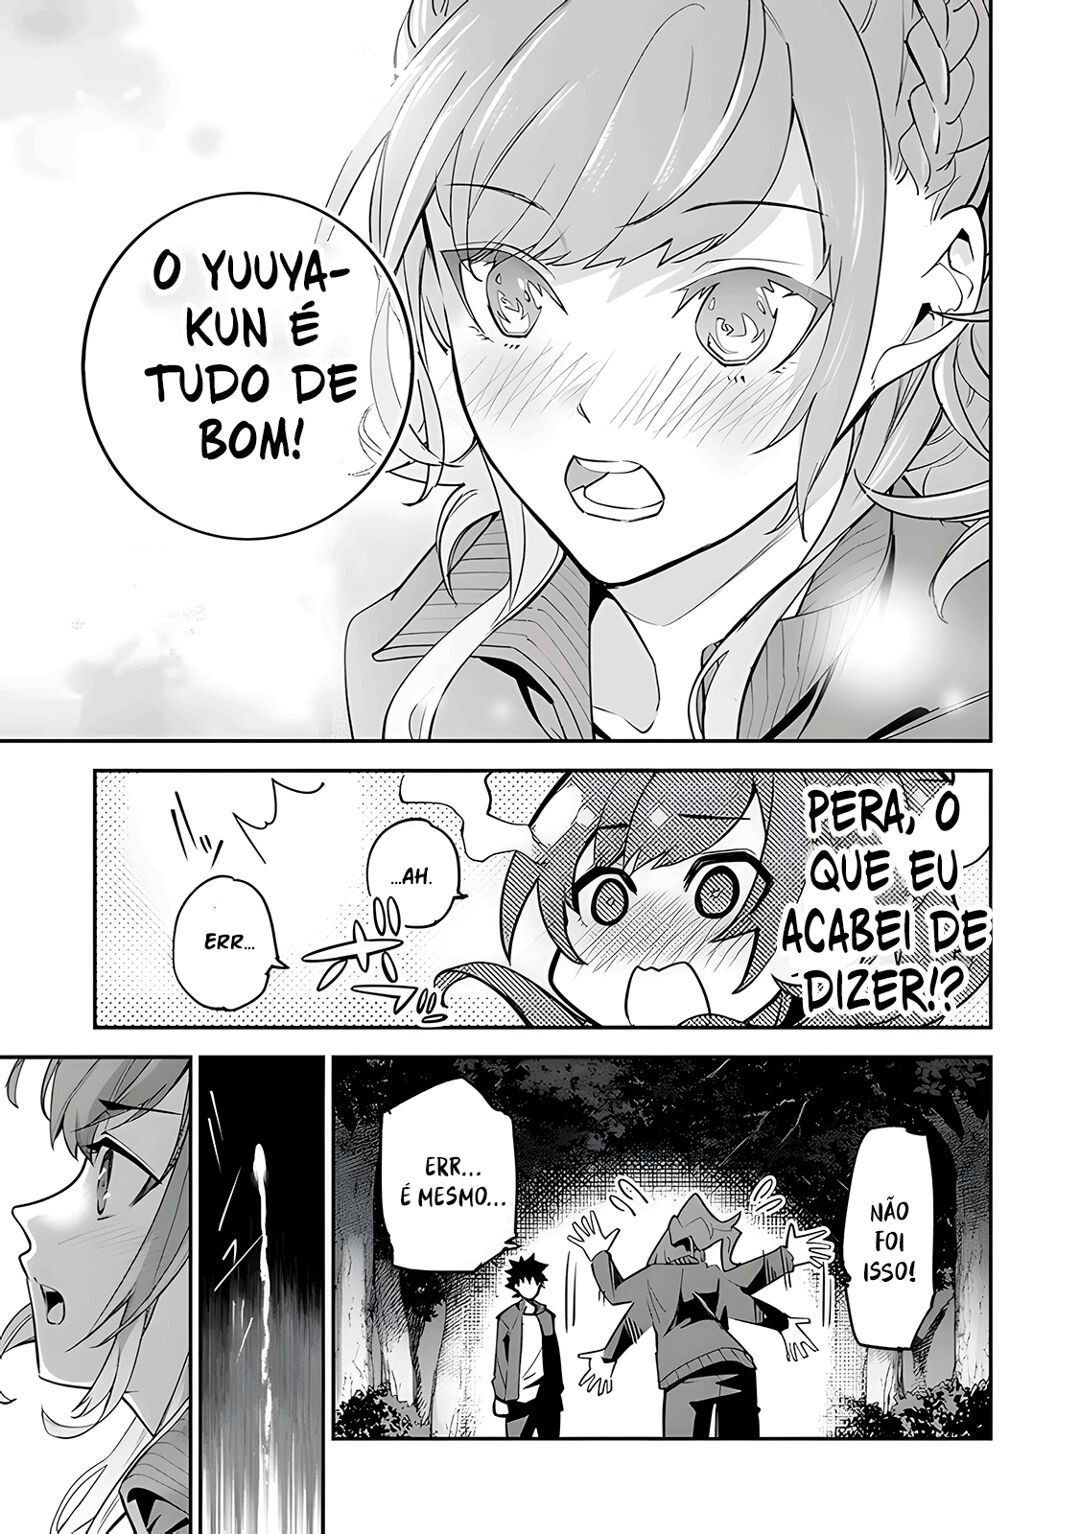 O YUUYA-
KUN É
TUDO DE
BOM!
PERA, O
QUE EU
ACABEI DE
DIZER!?
...AH.
ERR...
NÃO
FOI
ISSO!
ERR...
É MESMO...